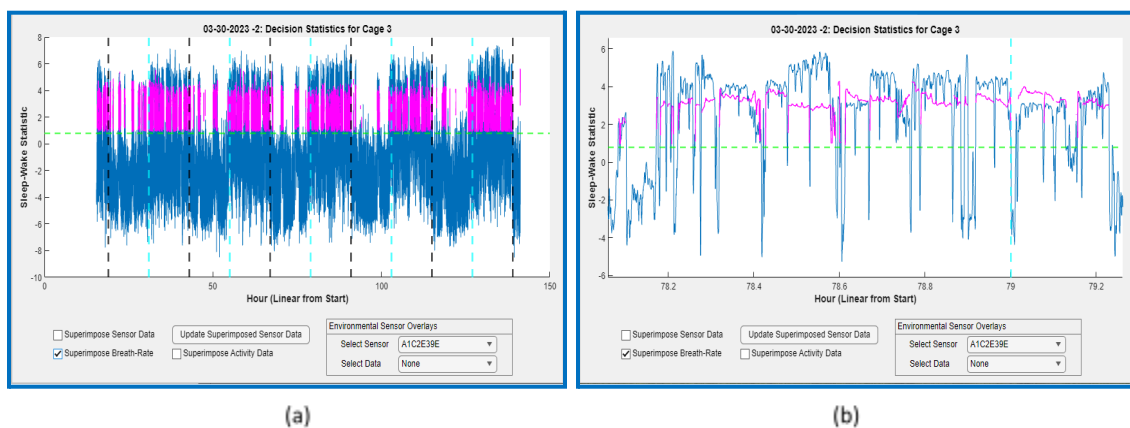 03-30-2023 -2: Decision Statistics for Cage 3
Sleep-Wake Statistic
8
6
4
2
0
-2
-4
-6
-8
-10
0
50
100
150
Hour (Linear from Start)
Superimpose Sensor Data
Update Superimposed Sensor Data
Superimpose Breath-Rate
Superimpose Activity Data
Environmental Sensor Overlays
Select Sensor
A1C2E39E
Select Data
None
(a)
03-30-2023 -2: Decision Statistics for Cage 3
Sleep-Wake Statistic
6
4
2
0
-2
-4
-6
78.2
78.4
78.6
78.8
79
79.2
Hour (Linear from Start)
Superimpose Sensor Data
Update Superimposed Sensor Data
Superimpose Breath-Rate
Superimpose Activity Data
Environmental Sensor Overlays
Select Sensor
A1C2E39E
Select Data
None
(b)